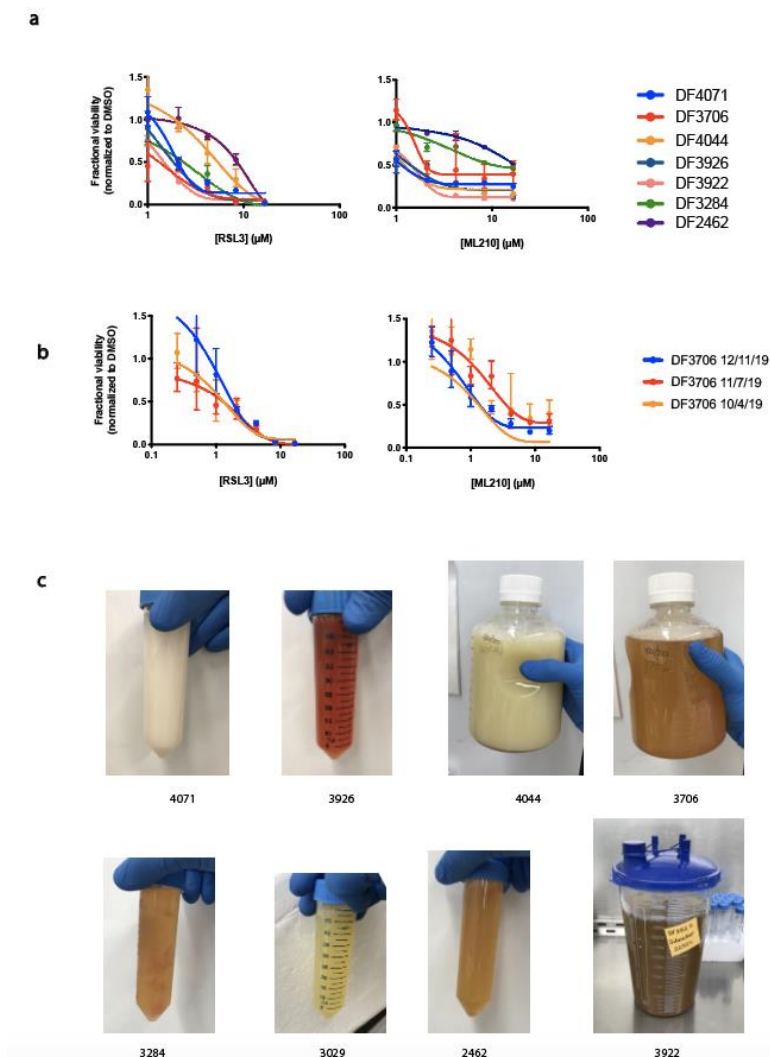 a
1.5
1.0
0.5
0.0
1
10
100
Fractional viability
(normalized to DMSO)
[RSL3] (µM)
1.5
1.0
0.5
0.0
1
10
100
[ML210] (µM)
DF4071
DF3706
DF4044
DF3926
DF3922
DF3284
DF2462
b
1.5
1.0
0.5
0.0
0.1
1
10
100
Fractional viability
(normalized to DMSO)
[RSL3] (µM)
1.5
1.0
0.5
0.0
0.1
1
10
100
[ML210] (µM)
DF3706 12/11/19
DF3706 11/7/19
DF3706 10/4/19
c
4071
3926
4044
3706
3284
3029
2462
3922